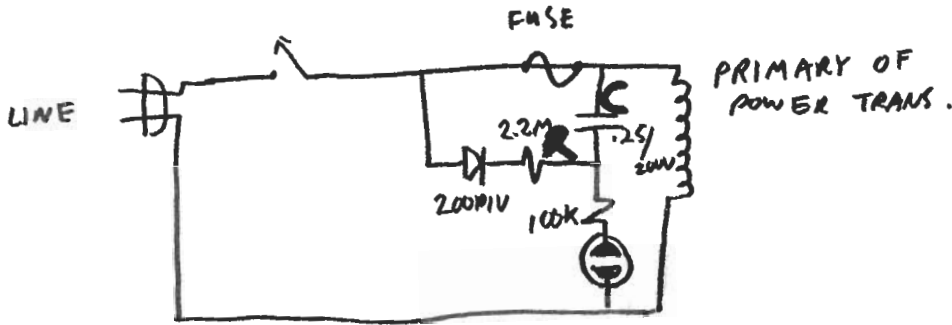 FUSE
LINE
PRIMARY OF
POWER TRANS.
C
2.2M
R
.25/
200V
200PIV
100K